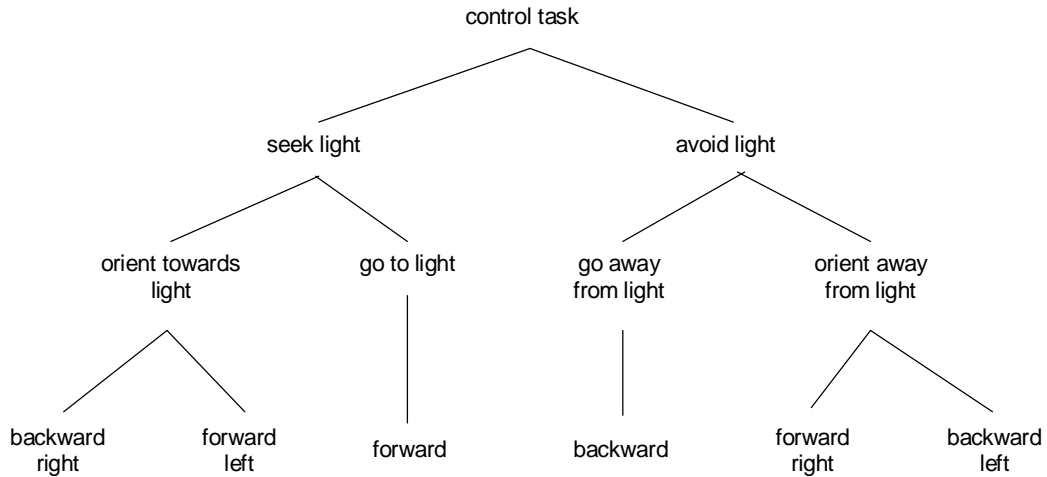 control task
seek light
avoid light
orient towards
light
go to light
go away
from light
orient away
from light
backward
right
forward
left
forward
backward
forward
right
backward
left